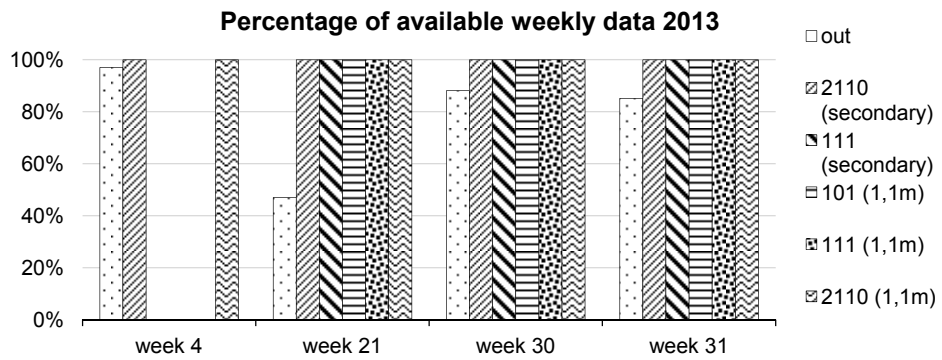 Percentage of available weekly data 2013
100%
80%
60%
40%
20%
0%
week 4
week 21
week 30
week 31
out
2110
(secondary)
111
(secondary)
101 (1,1m)
111 (1,1m)
2110 (1,1m)